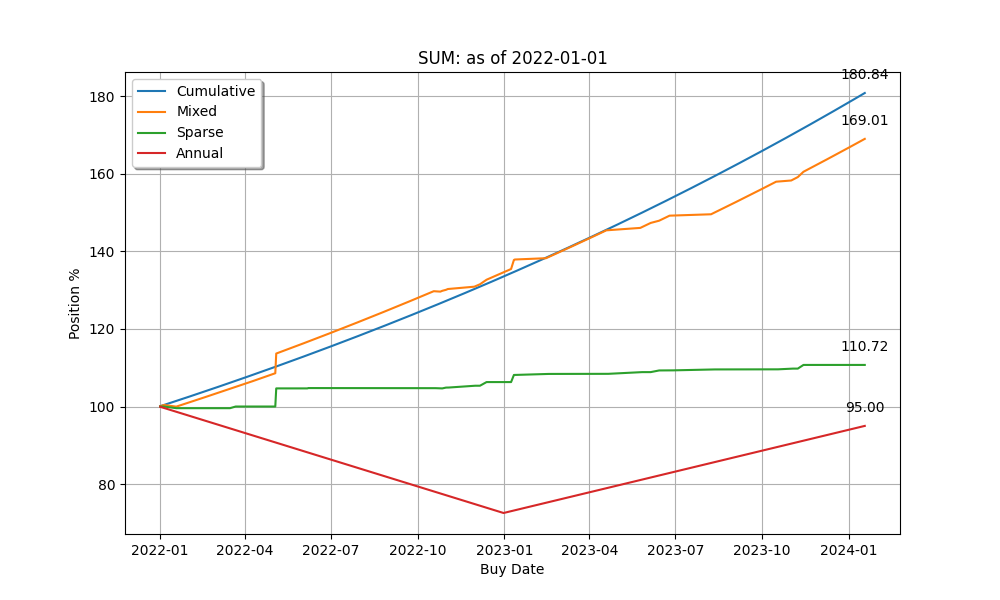 SUM: as of 2022-01-01
180.84
180
Cumulative
Mixed
169.01
Sparse
Annual
160
140
Position %
120
110.72
100
95.00
80
2022-01 2022-04 2022-07 2022-10 2023-01 2023-04 2023-07 2023-10 2024-01
Buy Date